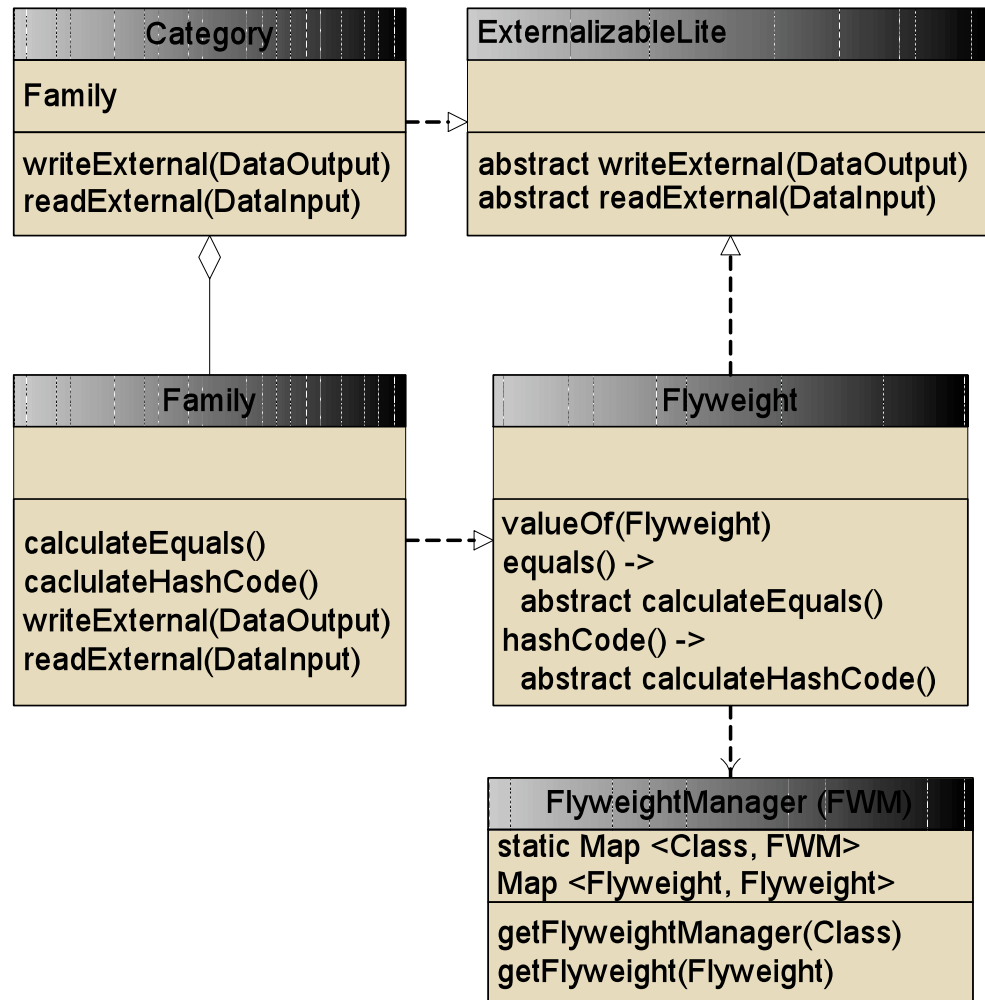 Category
Family
writeExternal(DataOutput)
readExternal(DataInput)
ExternalizableLite
abstract writeExternal(DataOutput)
abstract readExternal(DataInput)
Family
calculateEquals()
caclulateHashCode()
writeExternal(DataOutput)
readExternal(DataInput)
Flyweight
valueOf(Flyweight)
equals() ->
abstract calculateEquals()
hashCode() ->
abstract calculateHashCode()
FlyweightManager (FWM)
static Map <Class, FWM>
Map <Flyweight, Flyweight>
getFlyweightManager(Class)
getFlyweight(Flyweight)